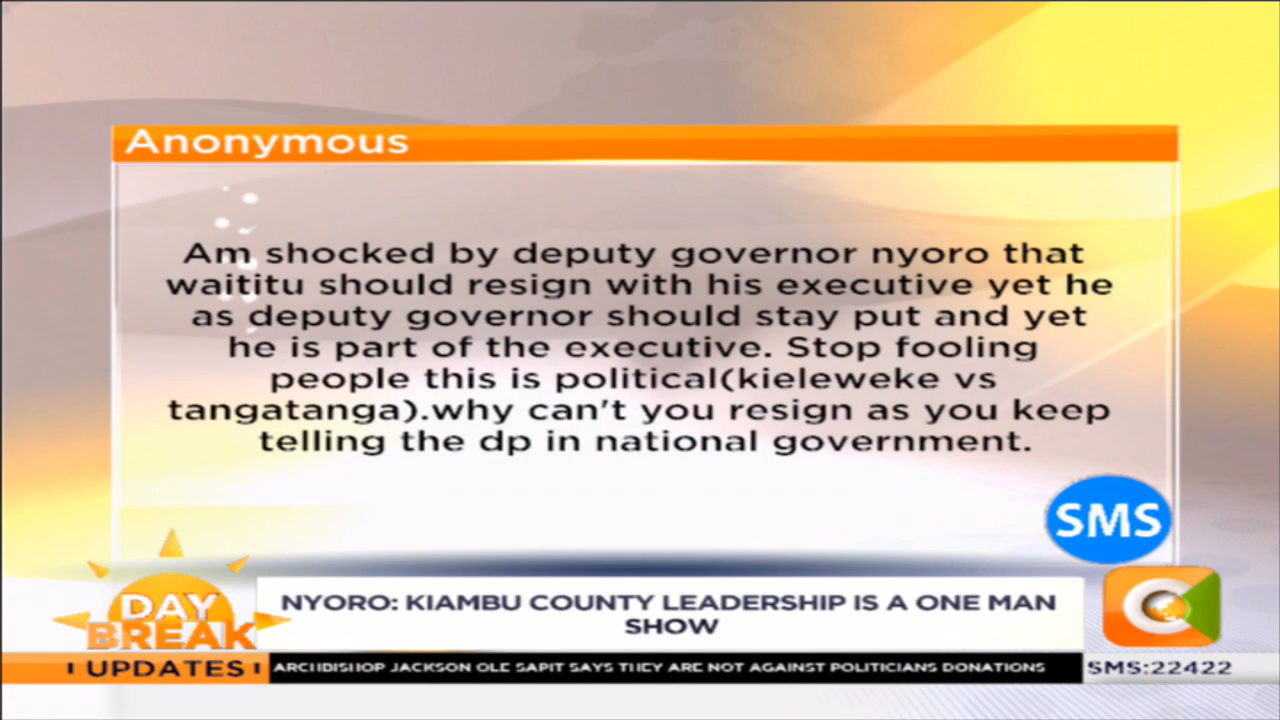 Anonymous
Am shocked by deputy governor nyoro that
waititu should resign with his executive yet he
as deputy governor should stay put and yet
he is part of the executive. Stop fooling
people this is political(kieleweke vs
tangatanga).why can't you resign as you keep
telling the dp in national government.
SMS
DAY
BREAK
NYORO: KIAMBU COUNTY LEADERSHIP IS A ONE MAN
SHOW
UPDATES
ARCHBISHOP JACKSON OLE SAPIT SAYS THEY ARE NOT AGAINST POLITICIANS DONATIONS
SMS:22422